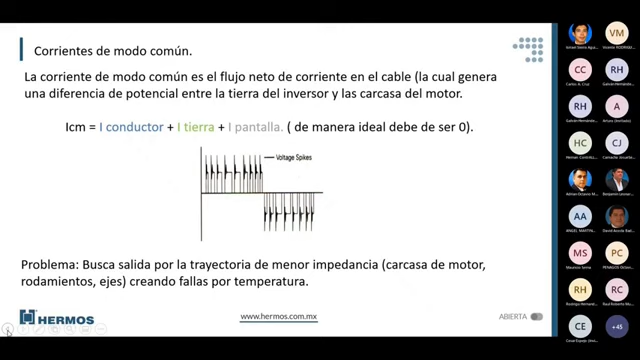 Corrientes de modo común.
La corriente de modo común es el flujo neto de corriente en el cable (la cual genera
una diferencia de potencial entre la tierra del inversor y las carcasa del motor.
Icm = I conductor + I tierra + I pantalla. ( de manera ideal debe de ser 0).
Voltage Spikes
Problema: Busca salida por la trayectoria de menor impedancia (carcasa de motor,
rodamientos, ejes) creando fallas por temperatura.
HERMOS
www.hermos.com.mx
ABIERTA
VM
CC
Carlos A. Cruz
RH
RH
A
HC
CJ
AA
MS
PC
RH
RC
CE
+45